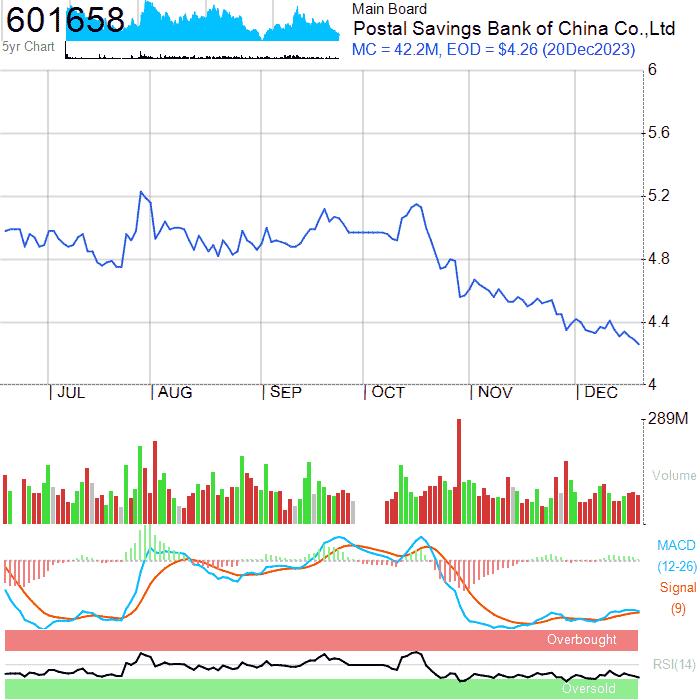 601658
5yr Chart
Main Board
Postal Savings Bank of China Co.,Ltd
MC = 42.2M, EOD = $4.26 (20Dec2023)
6
5.6
5.2
4.8
4.4
4
JUL AUG SEP OCT NOV DEC
289M
Volume
MACD
(12-26)
Signal
(9)
Overbought
RSI(14)
Oversold